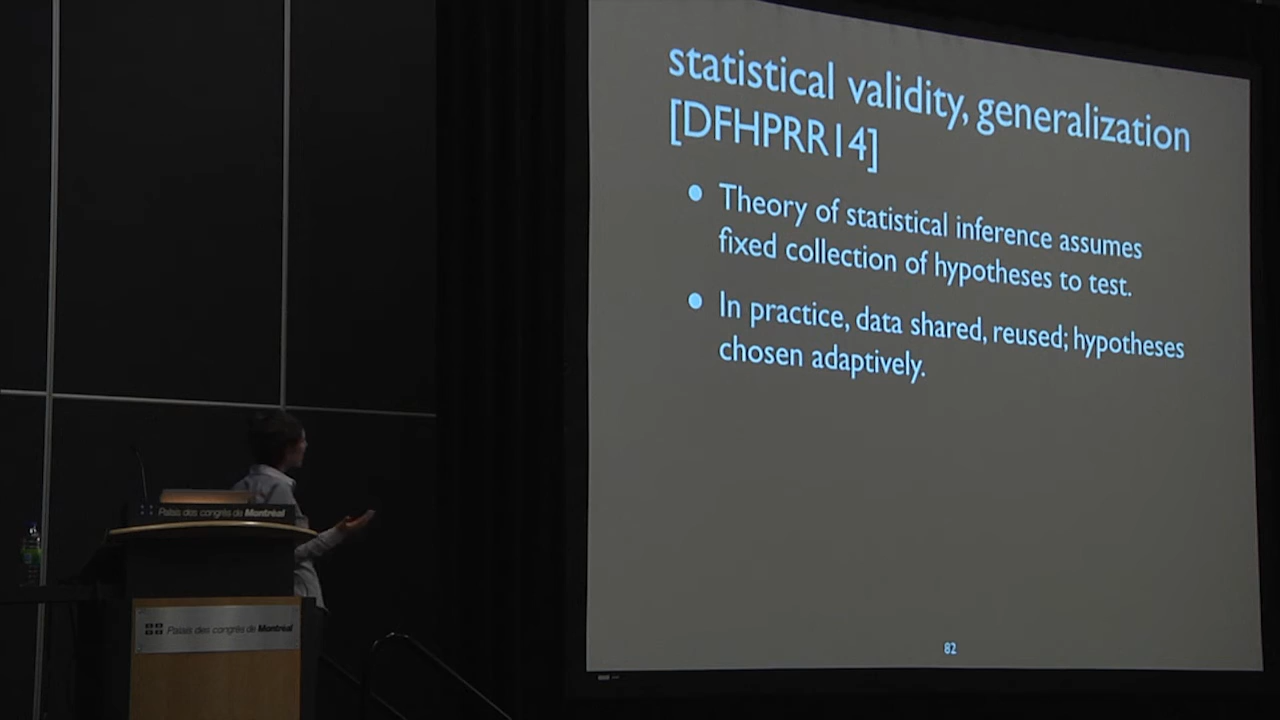 statistical validity, generalization
[DFHPRR14]
• Theory of statistical inference assumes
fixed collection of hypotheses to test.
• In practice, data shared, reused; hypotheses
chosen adaptively.
82
Palais des congrès de Montréal
Palais des congrès de Montréal